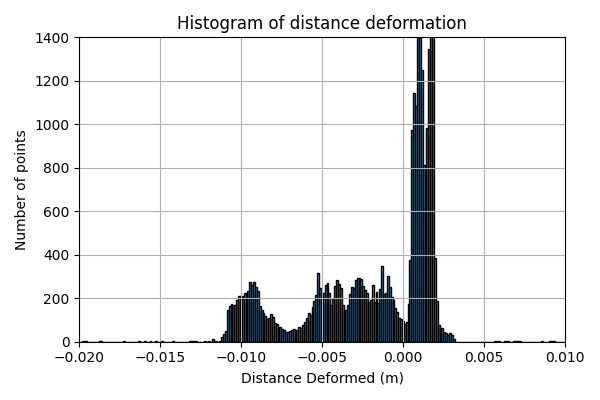 Histogram of distance deformation
1400
1200
1000
800
600
400
200
0
Number of points
−0.020 −0.015 −0.010 −0.005 0.000 0.005 0.010
Distance Deformed (m)